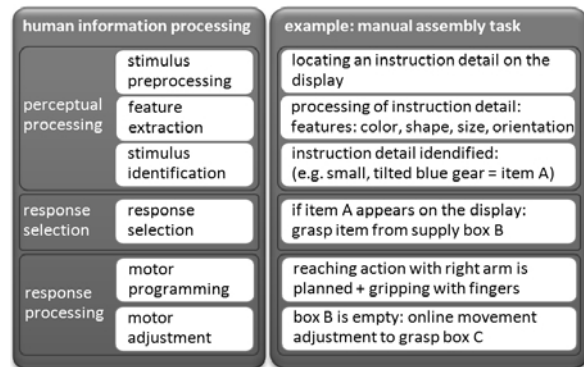 human information processing
example: manual assembly task
perceptual
processing
stimulus
preprocessing
locating an instruction detail on the
display
feature
extraction
processing of instruction detail:
features: color, shape, size, orientation
stimulus
identification
instruction detail idendified:
(e.g. small, tilted blue gear = item A)
response
selection
response
selection
if item A appears on the display:
grasp item from supply box B
response
processing
motor
programming
reaching action with right arm is
planned + gripping with fingers
motor
adjustment
box B is empty: online movement
adjustment to grasp box C